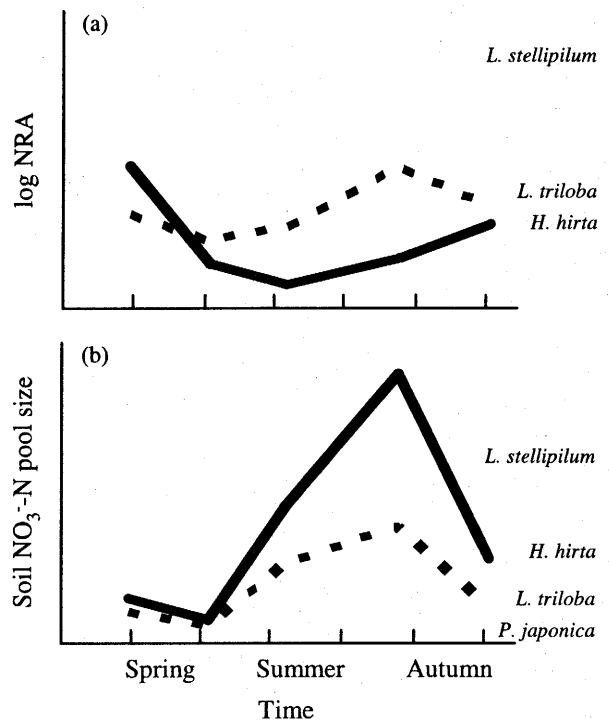 (a)
L. stellipilum
log NRA
L. triloba
H. hirta
(b)
Soil NO₃⁻-N pool size
L. stellipilum
H. hirta
L. triloba
P. japonica
Spring Summer Autumn
Time